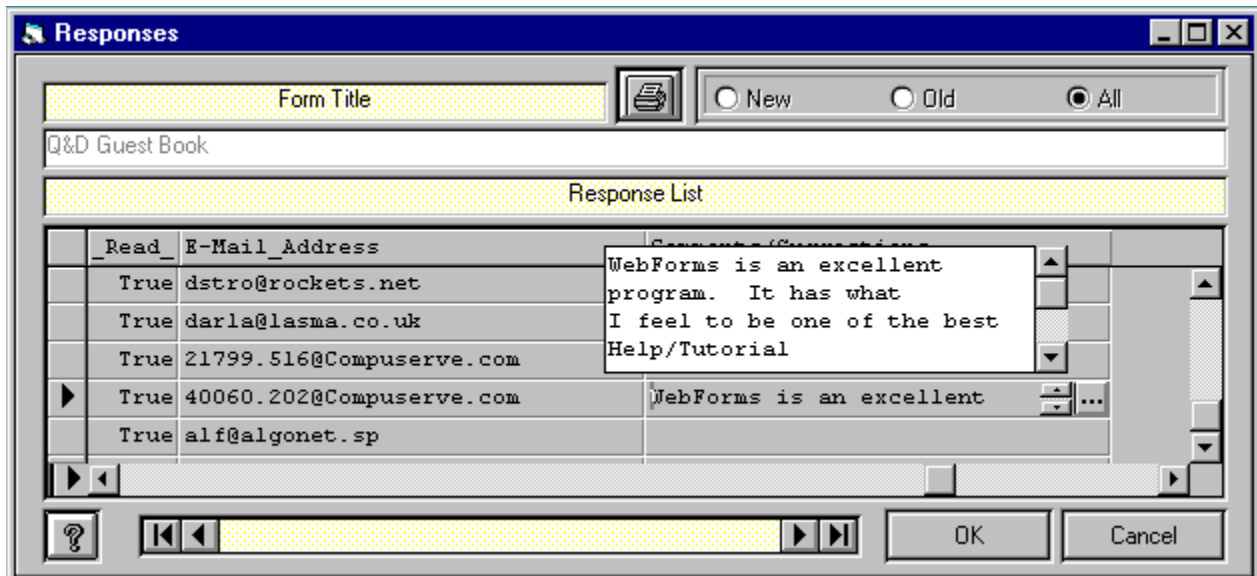 Responses
Form Title
New Old All
Q&D Guest Book
Response List
_Read_ E-Mail_Address
True dstro@rockets.net
True darla@lasma.co.uk
True 21799.516@Compuserve.com
WebForms is an excellent
program. It has what
I feel to be one of the best
Help/Tutorial
True 40060.202@Compuserve.com WebForms is an excellent ...
True alf@algonet.sp
? OK Cancel